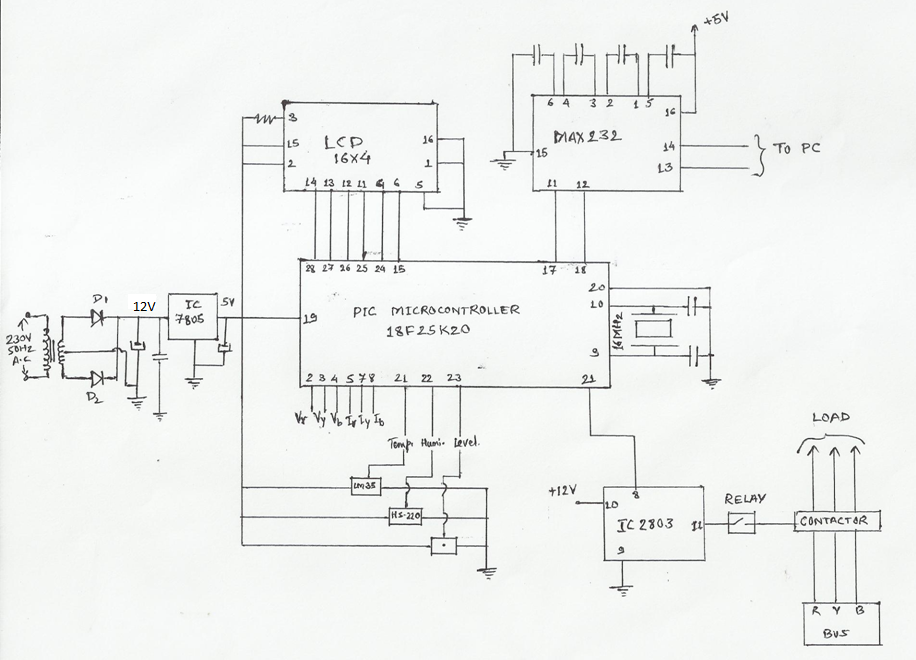 +5V
6 4 3 2 1 5
16
MAX232
15
14
13
TO PC
11 12
3
LCD
16X4
15
2
16
1
14 13 12 11 6 5
28 27 26 25 24 15
17 18
20
10
16MHz
9
19
PIC MICROCONTROLLER
18F25K20
2 3 4 5 7 8 21 22 23
21
Vr Vy Vb Ir Iy Ib
Temp. Humi. Level.
230V
50Hz
A.C
D1
D2
12V
IC
7805
5V
LM35
HS-220
+12V
10
8
IC 2803
11
9
RELAY
LOAD
CONTACTOR
R Y B
BUS